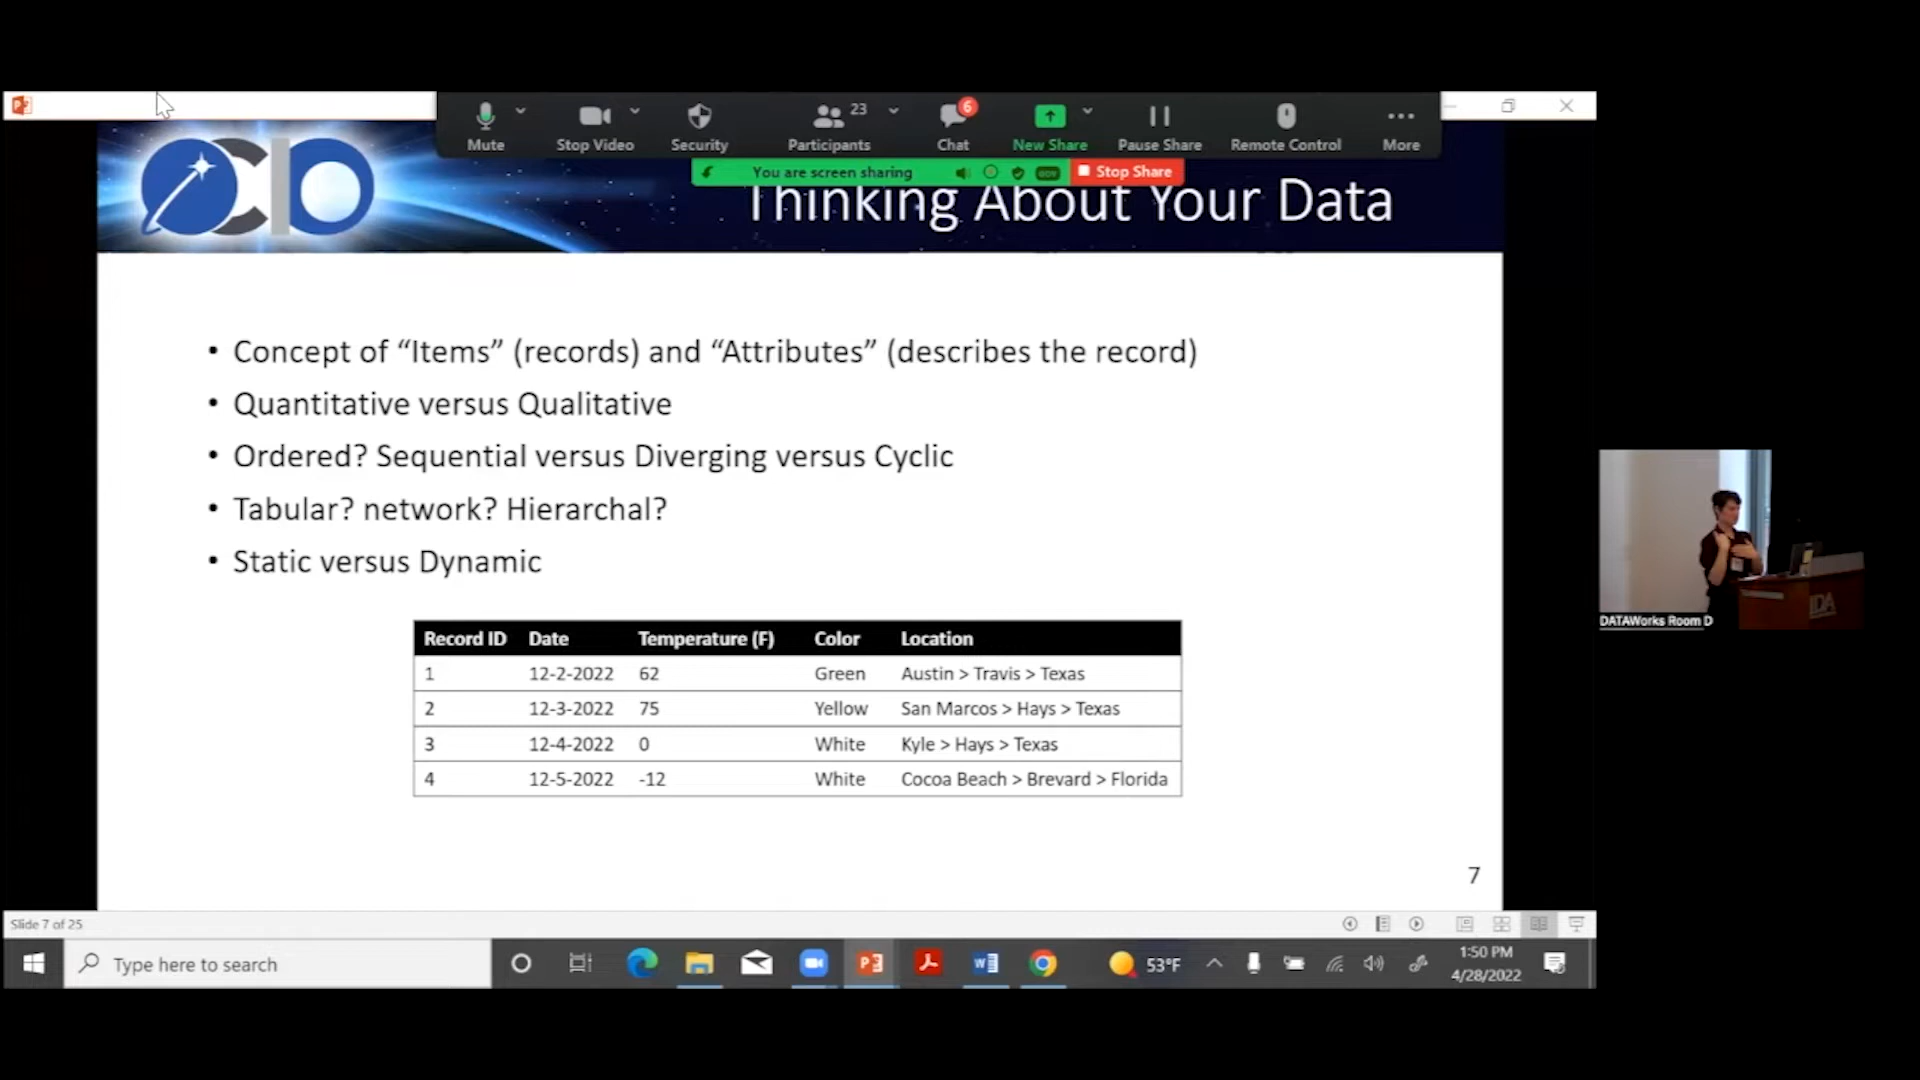 23
6
Mute
Stop Video
Security
Participants
Chat
New Share
Pause Share
Remote Control
More
You are screen sharing
Stop Share
CIO
Thinking About Your Data
• Concept of “Items” (records) and “Attributes” (describes the record)
• Quantitative versus Qualitative
• Ordered? Sequential versus Diverging versus Cyclic
• Tabular? network? Hierarchal?
• Static versus Dynamic
Record ID Date Temperature (F) Color Location
1 12-2-2022 62 Green Austin > Travis > Texas
2 12-3-2022 75 Yellow San Marcos > Hays > Texas
3 12-4-2022 0 White Kyle > Hays > Texas
4 12-5-2022 -12 White Cocoa Beach > Brevard > Florida
7
IDA
DATAWorks Room D
Slide 7 of 25
Type here to search
53°F
1:50 PM
4/28/2022